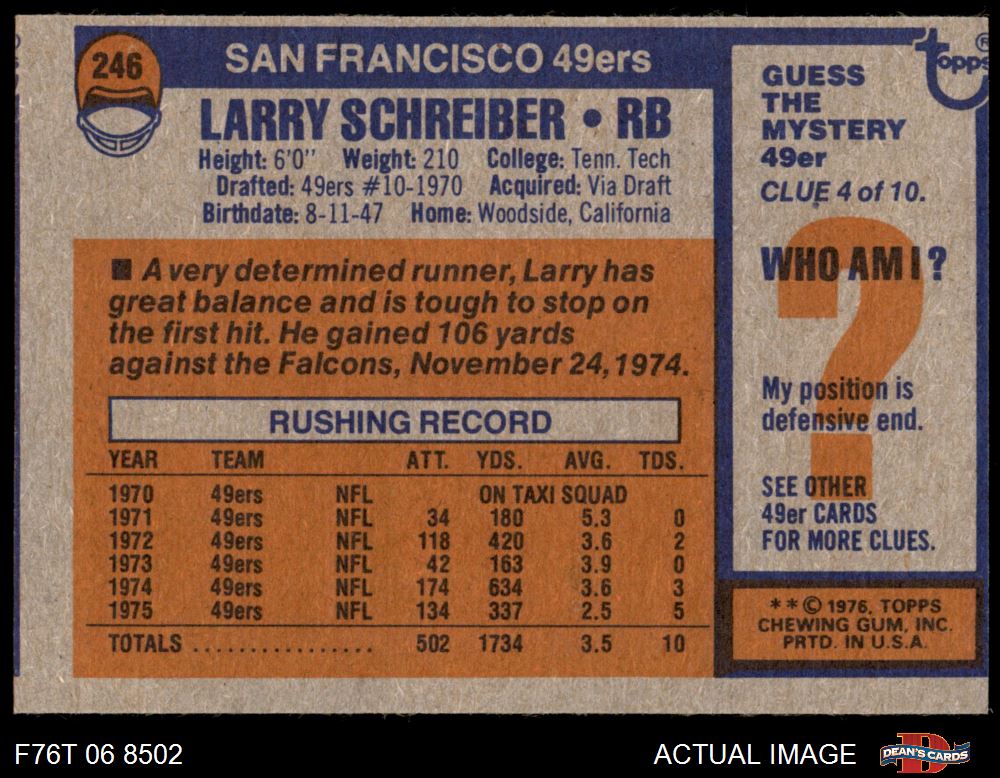 246
SAN FRANCISCO 49ers
LARRY SCHREIBER • RB
Height: 6'0" Weight: 210 College: Tenn. Tech
Drafted: 49ers #10-1970 Acquired: Via Draft
Birthdate: 8-11-47 Home: Woodside, California
■ A very determined runner, Larry has
great balance and is tough to stop on
the first hit. He gained 106 yards
against the Falcons, November 24, 1974.
RUSHING RECORD
YEAR TEAM ATT. YDS. AVG. TDS.
1970 49ers NFL ON TAXI SQUAD
1971 49ers NFL 34 180 5.3 0
1972 49ers NFL 118 420 3.6 2
1973 49ers NFL 42 163 3.9 0
1974 49ers NFL 174 634 3.6 3
1975 49ers NFL 134 337 2.5 5
TOTALS ................ 502 1734 3.5 10
Topps ®
GUESS
THE
MYSTERY
49er
CLUE 4 of 10.
WHO AM I?
?
My position is
defensive end.
SEE OTHER
49er CARDS
FOR MORE CLUES.
** © 1976, TOPPS
CHEWING GUM, INC.
PRTD. IN U.S.A.
F76T 06 8502
ACTUAL IMAGE
D
DEAN'S CARDS